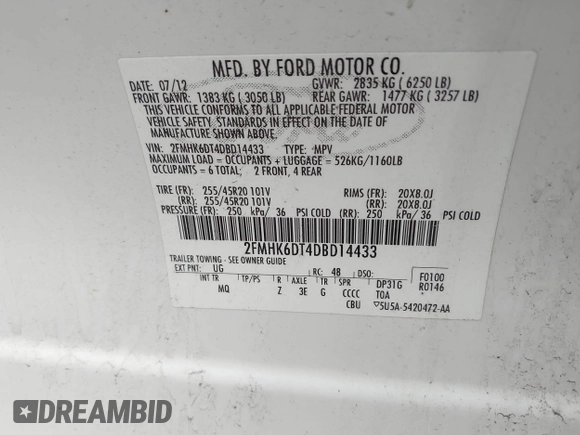 MFD. BY FORD MOTOR CO.
DATE: 07/12 GVWR: 2835 KG ( 6250 LB)
FRONT GAWR: 1383 KG ( 3050 LB) REAR GAWR: 1477 KG ( 3257 LB)
THIS VEHICLE CONFORMS TO ALL APPLICABLE FEDERAL MOTOR
VEHICLE SAFETY STANDARDS IN EFFECT ON THE DATE OF
MANUFACTURE SHOWN ABOVE.
VIN: 2FMHK6DT4DBD14433 TYPE: MPV
MAXIMUM LOAD = OCCUPANTS + LUGGAGE = 526KG/1160LB
OCCUPANTS = 6 TOTAL; 2 FRONT, 4 REAR
TIRE (FR): 255/45R20 101V RIMS (FR): 20X8.0J
(RR): 255/45R20 101V (RR): 20X8.0J
PRESSURE (FR) 250 kPa/ 36 PSI COLD (RR) 250 kPa/ 36 PSI COLD
2FMHK6DT4DBD14433
TRAILER TOWING - SEE OWNER GUIDE
EXT PNT: UG RC: 48 DSO: F0100
INT TR TP/PS R AXLE TR SPR DP31G R0146
MQ Z 3E G CCCC TOA
CBU ▽5U5A-5420472-AA
DREAMBID